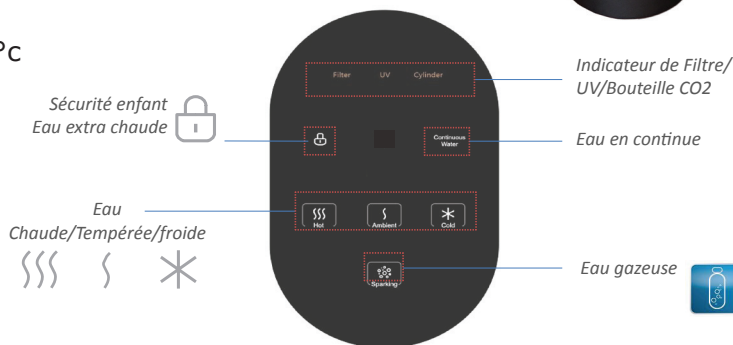 °c
Filter UV Cylinder
Indicateur de Filtre/
UV/Bouteille CO2
Sécurité enfant
Eau extra chaude
Continuous
Water
Eau en continue
Eau
Chaude/Tempérée/froide
Hot
Ambient
Cold
Sparking
Eau gazeuse